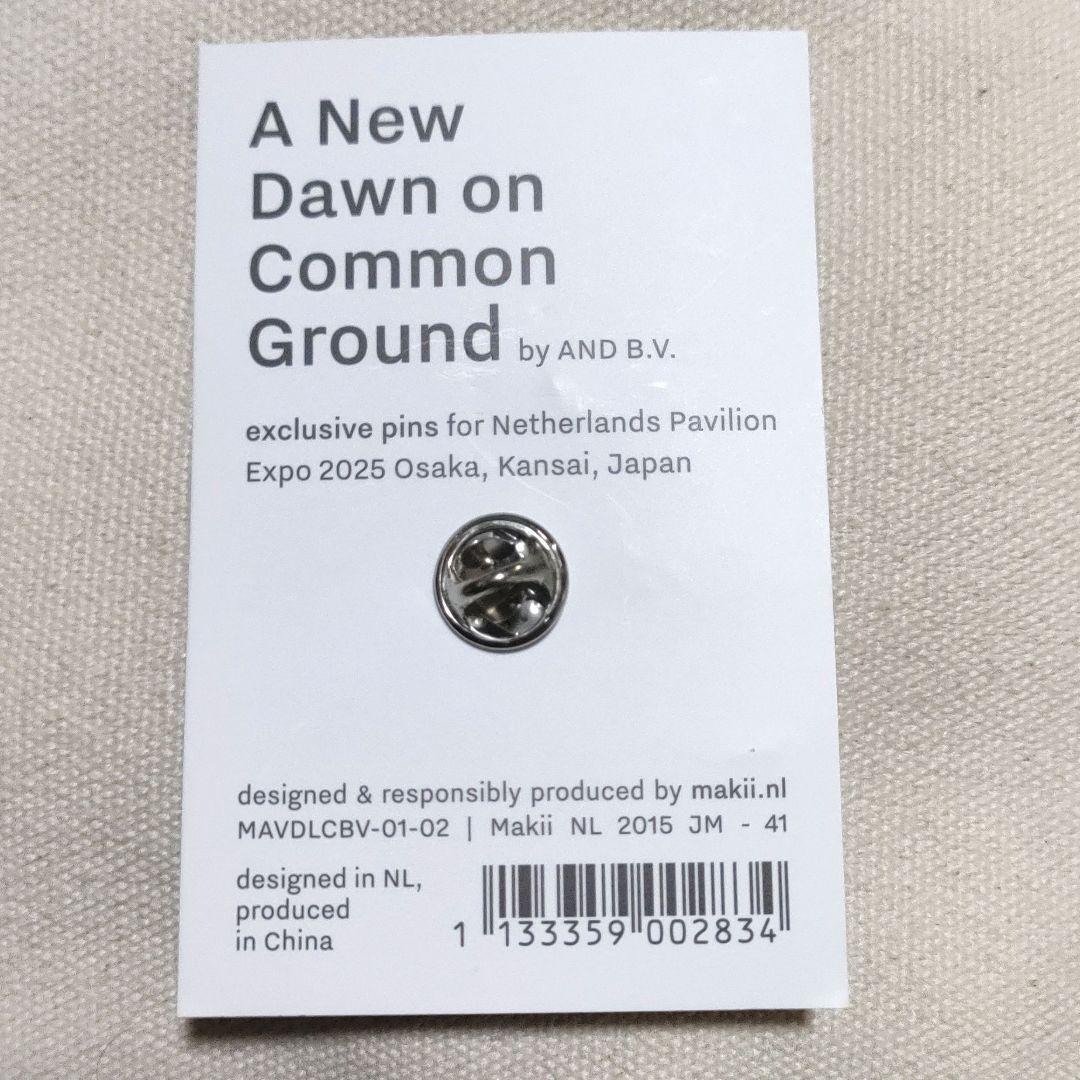 A New
Dawn on
Common
Ground by AND B.V.
exclusive pins for Netherlands Pavilion
Expo 2025 Osaka, Kansai, Japan
designed & responsibly produced by makii.nl
MAVDLCBV-01-02 | Makii NL 2015 JM - 41
designed in NL,
produced
in China
1 133359 002834